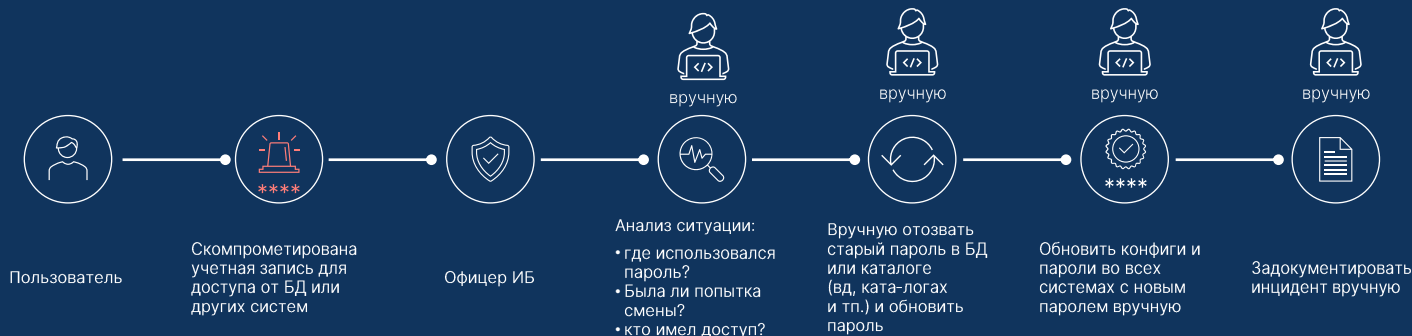 вручную
вручную
вручную
вручную
</>
</>
</>
</>
****
****
Пользователь
Скомпрометирована
учетная запись для
доступа от БД или
других систем
Офицер ИБ
Анализ ситуации:
• где использовался
пароль?
• Была ли попытка
смены?
• кто имел доступ?
Вручную отозвать
старый пароль в БД
или каталоге
(вд, ката-логах
и тп.) и обновить
пароль
Обновить конфиги и
пароли во всех
системах с новым
паролем вручную
Задокументировать
инцидент вручную